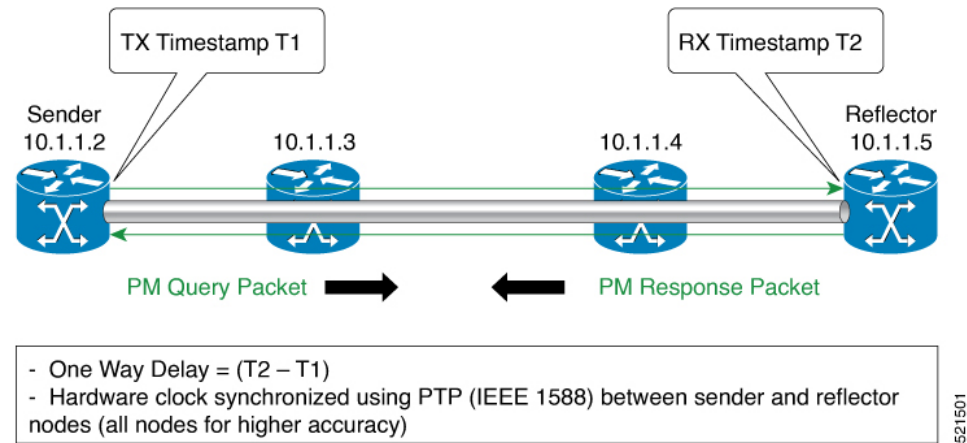 TX Timestamp T1
RX Timestamp T2
Sender
10.1.1.2
10.1.1.3
10.1.1.4
Reflector
10.1.1.5
PM Query Packet
PM Response Packet
- One Way Delay = (T2 – T1)
- Hardware clock synchronized using PTP (IEEE 1588) between sender and reflector
nodes (all nodes for higher accuracy)
521501